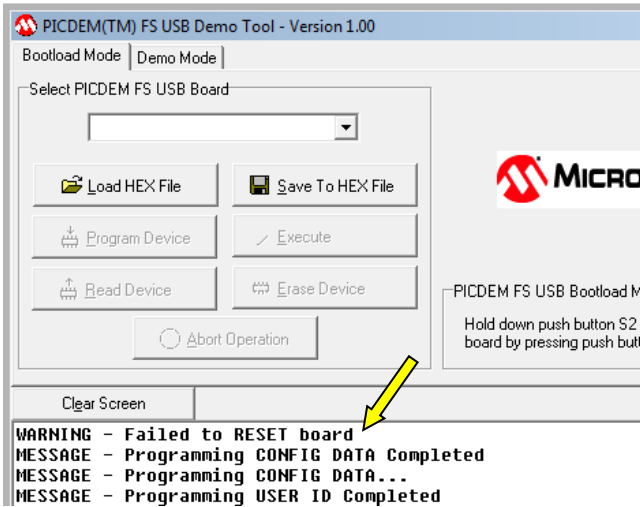 PICDEM(TM) FS USB Demo Tool - Version 1.00
Bootload Mode
Demo Mode
Select PICDEM FS USB Board
Load HEX File
Save To HEX File
Program Device
Execute
Read Device
Erase Device
Abort Operation
MICRO
PICDEM FS USB Bootload M
Hold down push button S2
board by pressing push butt
Clear Screen
WARNING - Failed to RESET board
MESSAGE - Programming CONFIG DATA Completed
MESSAGE - Programming CONFIG DATA...
MESSAGE - Programming USER ID Completed